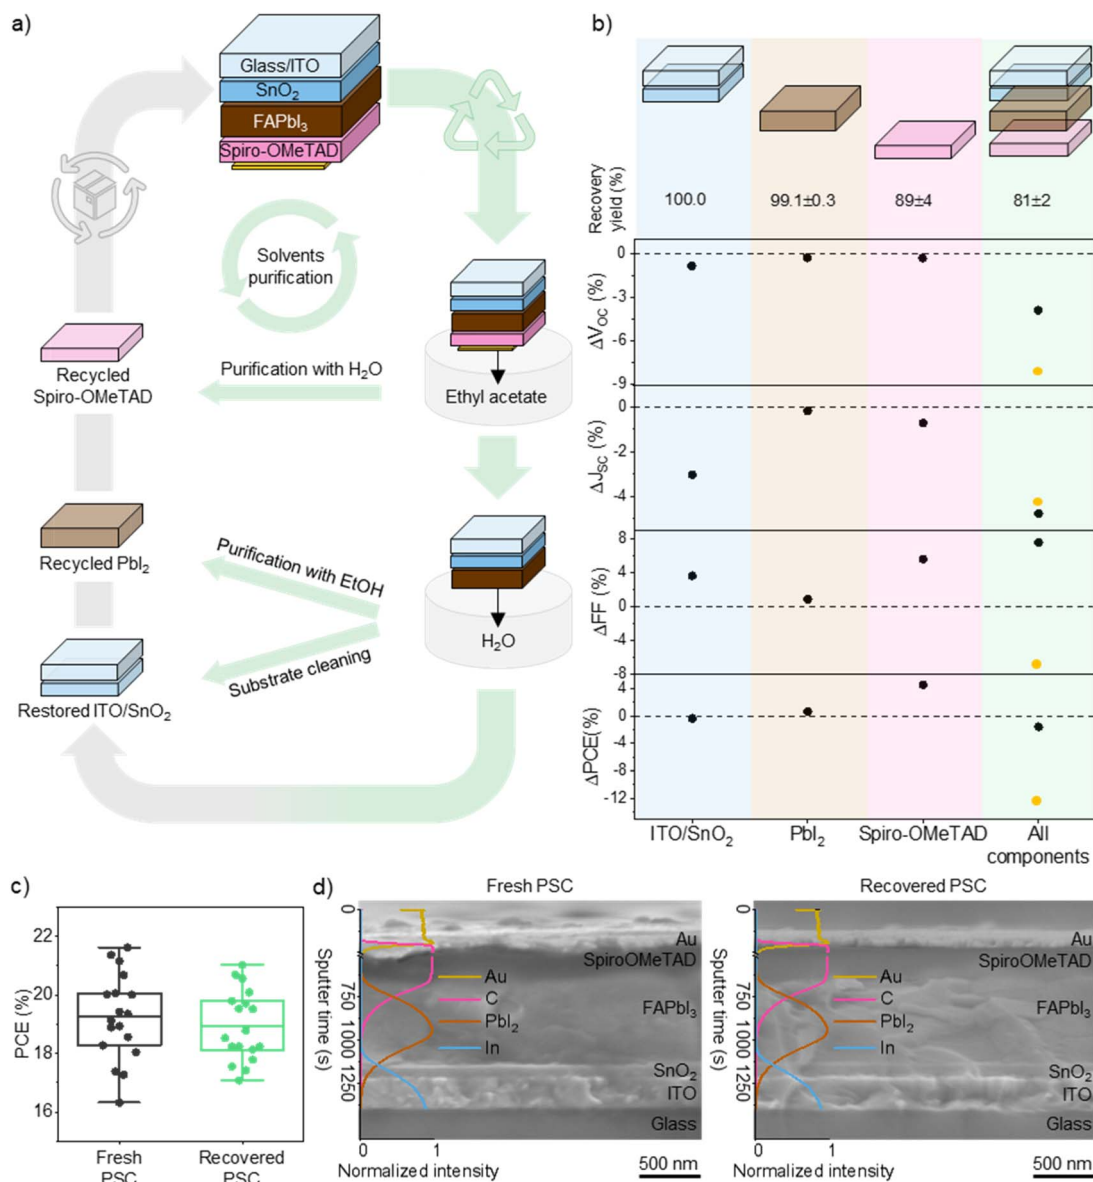 a)
Glass/ITO
SnO2
FAPbI3
Spiro-OMeTAD
Solvents
purification
Recycled
Spiro-OMeTAD
Purification with H2O
Ethyl acetate
Recycled PbI2
Purification with EtOH
H2O
Substrate cleaning
Restored ITO/SnO2
b)
Recovery
yield (%)
100.0
99.1±0.3
89±4
81±2
ΔVOC (%)
0
-3
-6
-9
ΔJSC (%)
0
-2
-4
ΔFF (%)
8
4
0
-4
-8
ΔPCE(%)
4
0
-4
-8
-12
ITO/SnO2
PbI2
Spiro-OMeTAD
All
components
c)
PCE (%)
22
20
18
16
Fresh
PSC
Recovered
PSC
d)
Fresh PSC
Sputter time (s)
0
750
1000
1250
Au
SpiroOMeTAD
FAPbI3
SnO2
ITO
Glass
Au
C
PbI2
In
0
1
Normalized intensity
500 nm
Recovered PSC
Sputter time (s)
0
750
1000
1250
Au
SpiroOMeTAD
FAPbI3
SnO2
ITO
Glass
Au
C
PbI2
In
0
1
Normalized intensity
500 nm